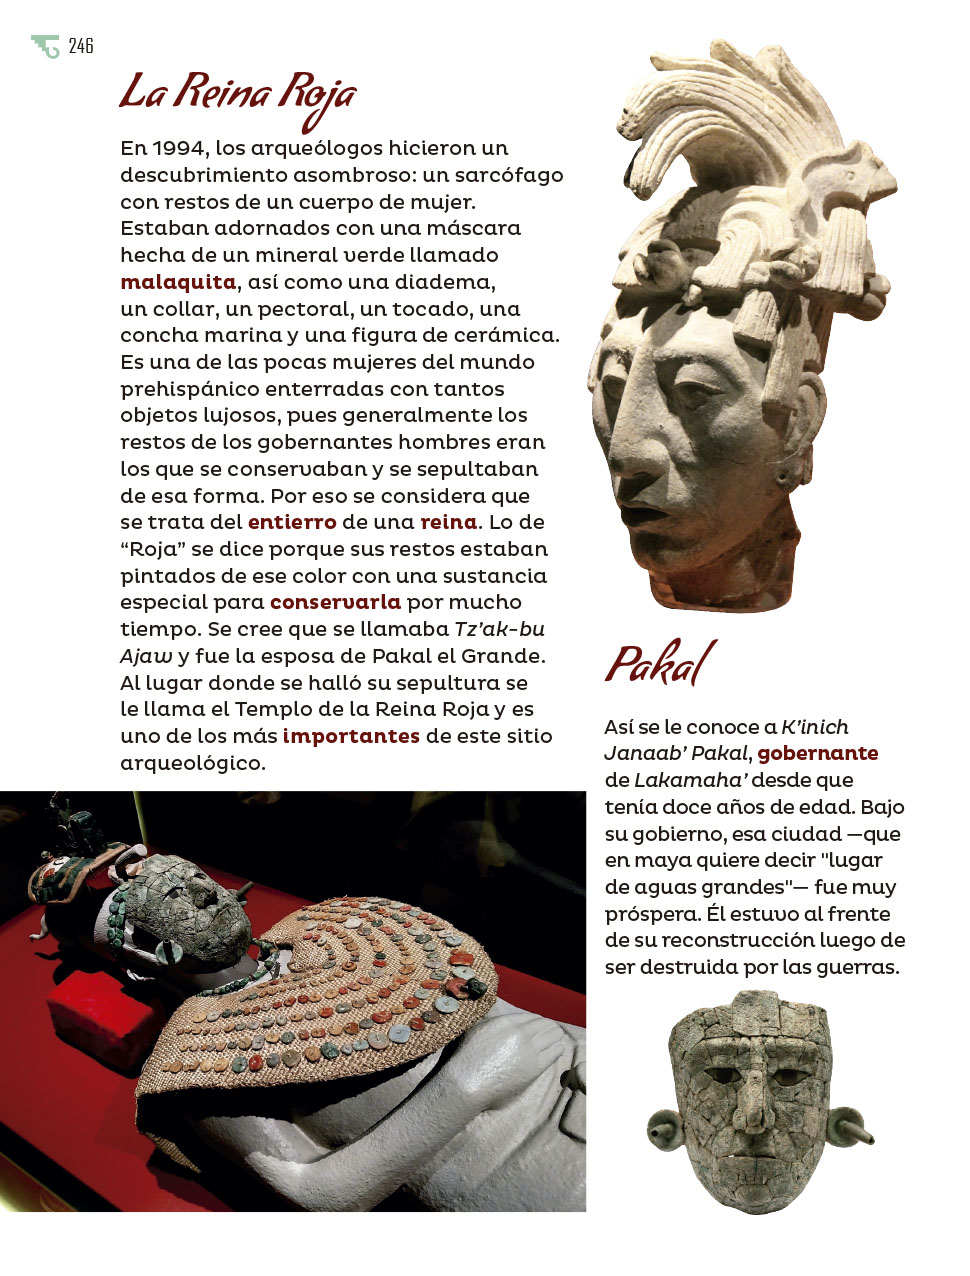 246
La Reina Roja
En 1994, los arqueólogos hicieron un
descubrimiento asombroso: un sarcófago
con restos de un cuerpo de mujer.
Estaban adornados con una máscara
hecha de un mineral verde llamado
malaquita, así como una diadema,
un collar, un pectoral, un tocado, una
concha marina y una figura de cerámica.
Es una de las pocas mujeres del mundo
prehispánico enterradas con tantos
objetos lujosos, pues generalmente los
restos de los gobernantes hombres eran
los que se conservaban y se sepultaban
de esa forma. Por eso se considera que
se trata del entierro de una reina. Lo de
“Roja” se dice porque sus restos estaban
pintados de ese color con una sustancia
especial para conservarla por mucho
tiempo. Se cree que se llamaba Tz’ak-bu
Ajaw y fue la esposa de Pakal el Grande.
Al lugar donde se halló su sepultura se
le llama el Templo de la Reina Roja y es
uno de los más importantes de este sitio
arqueológico.
Pakal
Así se le conoce a K’inich
Janaab’ Pakal, gobernante
de Lakamaha’ desde que
tenía doce años de edad. Bajo
su gobierno, esa ciudad —que
en maya quiere decir "lugar
de aguas grandes"— fue muy
próspera. Él estuvo al frente
de su reconstrucción luego de
ser destruida por las guerras.